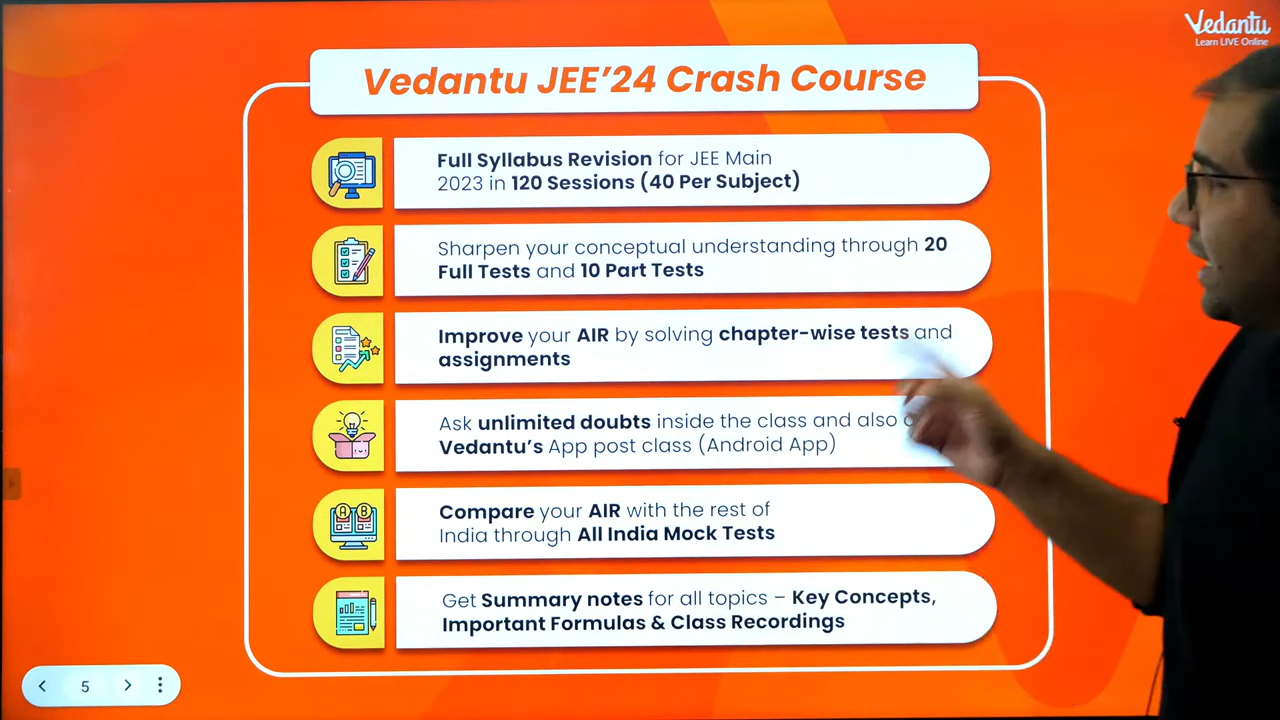 Vedantu
Learn LIVE Online
Vedantu JEE’24 Crash Course
Full Syllabus Revision for JEE Main
2023 in 120 Sessions (40 Per Subject)
Sharpen your conceptual understanding through 20
Full Tests and 10 Part Tests
Improve your AIR by solving chapter-wise tests and
assignments
Ask unlimited doubts inside the class and also
Vedantu’s App post class (Android App)
Compare your AIR with the rest of
India through All India Mock Tests
A B
Get Summary notes for all topics – Key Concepts,
Important Formulas & Class Recordings
5